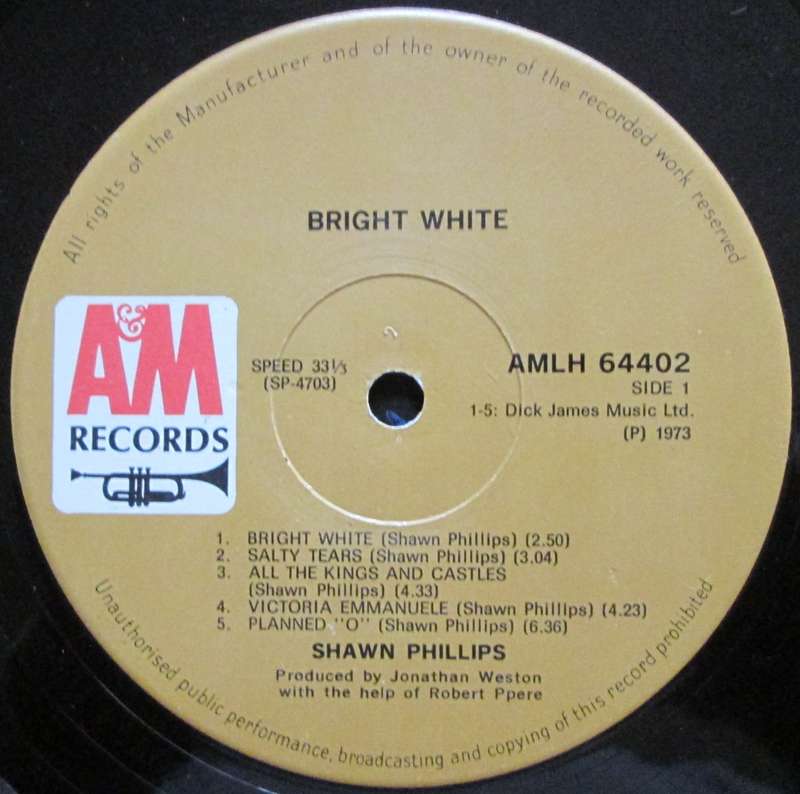 All rights of the Manufacturer and of the owner of the recorded work reserved
BRIGHT WHITE
A&M
RECORDS
SPEED 33⅓
(SP-4703)
AMLH 64402
SIDE 1
1-5: Dick James Music Ltd.
(P) 1973
1. BRIGHT WHITE (Shawn Phillips) (2.50)
2. SALTY TEARS (Shawn Phillips) (3.04)
3. ALL THE KINGS AND CASTLES
(Shawn Phillips) (4.33)
4. VICTORIA EMMANUELE (Shawn Phillips) (4.23)
5. PLANNED "O" (Shawn Phillips) (6.36)
SHAWN PHILLIPS
Produced by Jonathan Weston
with the help of Robert Ppere
Unauthorised public performance, broadcasting and copying of this record prohibited